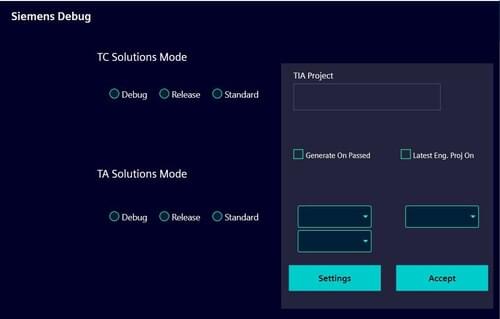 Siemens Debug
TC Solutions Mode
Debug Release Standard
TIA Project
Generate On Passed Latest Eng. Proj On
TA Solutions Mode
Debug Release Standard
Settings Accept